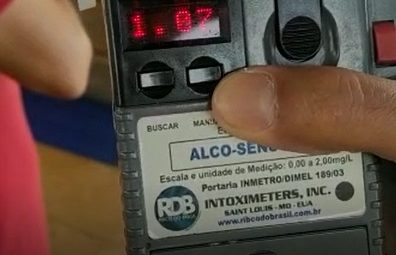 1.07
BUSCAR
ALCO-SENS
Escala e unidade de Medição: 0,00 a 2,00mg/L
Portaria INMETRO/DIMEL 189/03
RDB
INTOXIMETERS, INC.
SAINT LOUIS - MO - EUA
www.ribcodobrasil.com.br